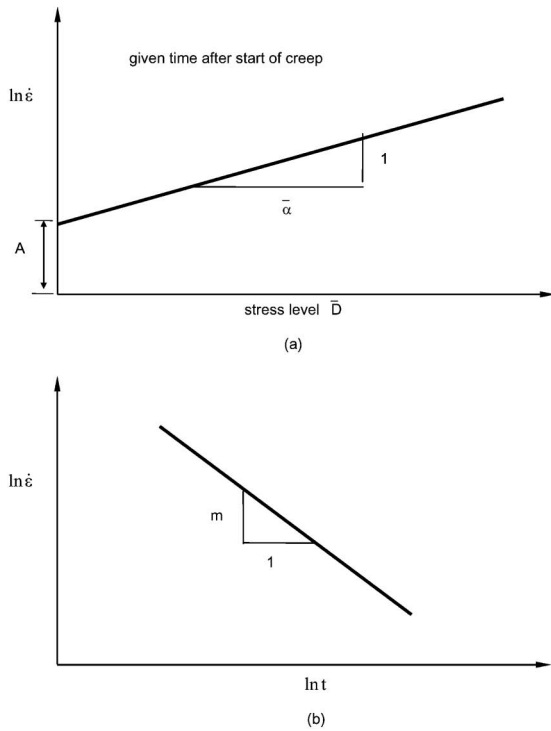 given time after start of creep
ln ε̇
1
ᾱ
A
stress level D̄
(a)
ln ε̇
m
1
ln t
(b)